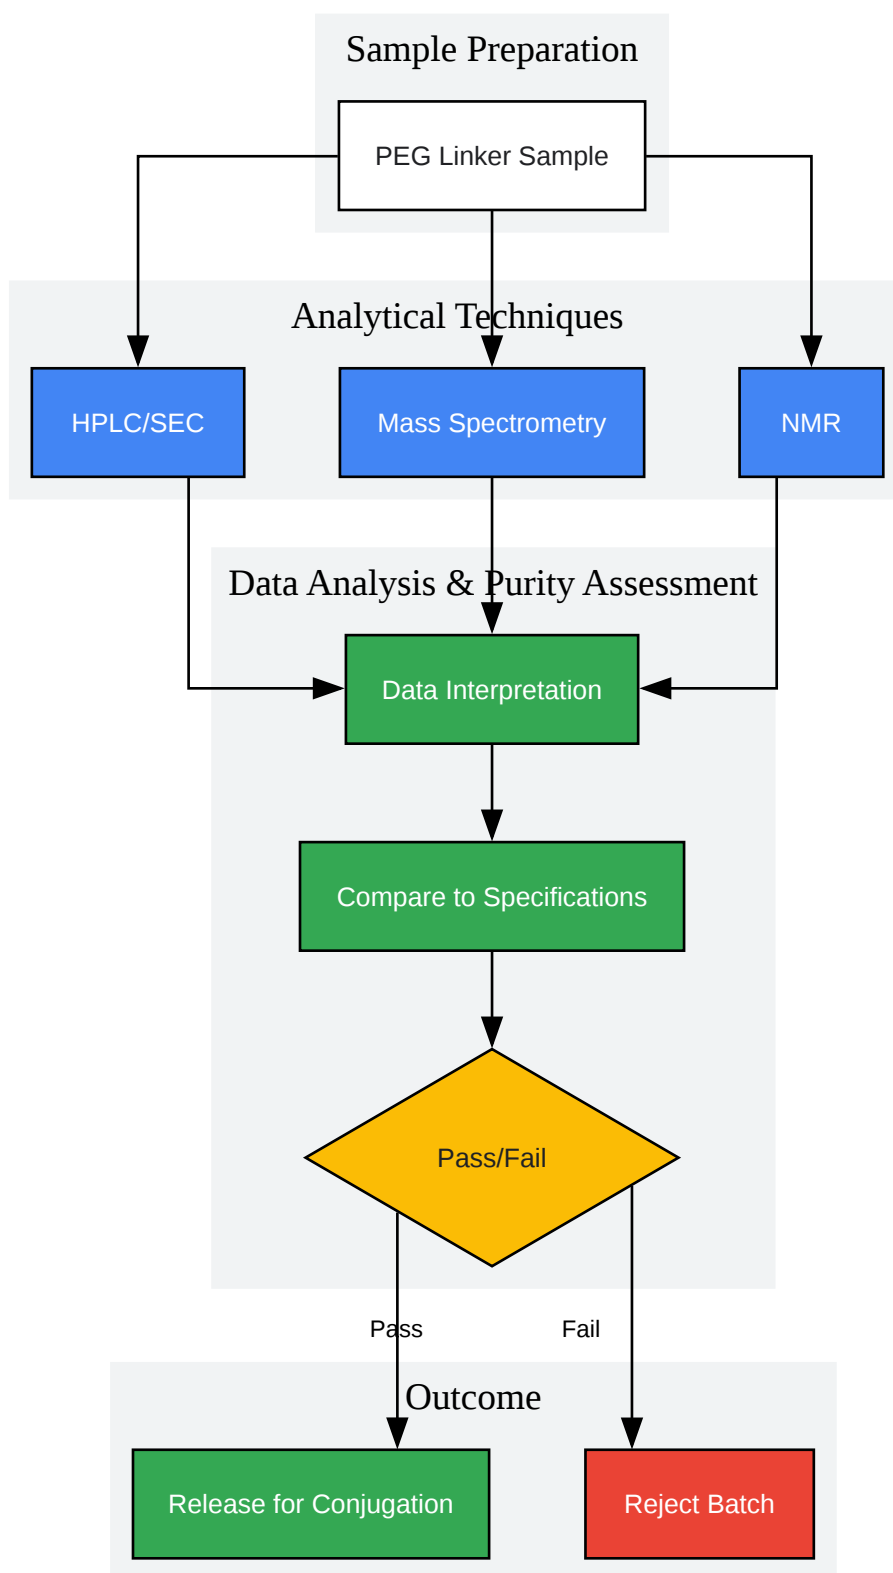 Sample Preparation
PEG Linker Sample
Analytical Techniques
HPLC/SEC
Mass Spectrometry
NMR
Data Analysis & Purity Assessment
Data Interpretation
Compare to Specifications
Pass/Fail
Pass
Fail
Outcome
Release for Conjugation
Reject Batch